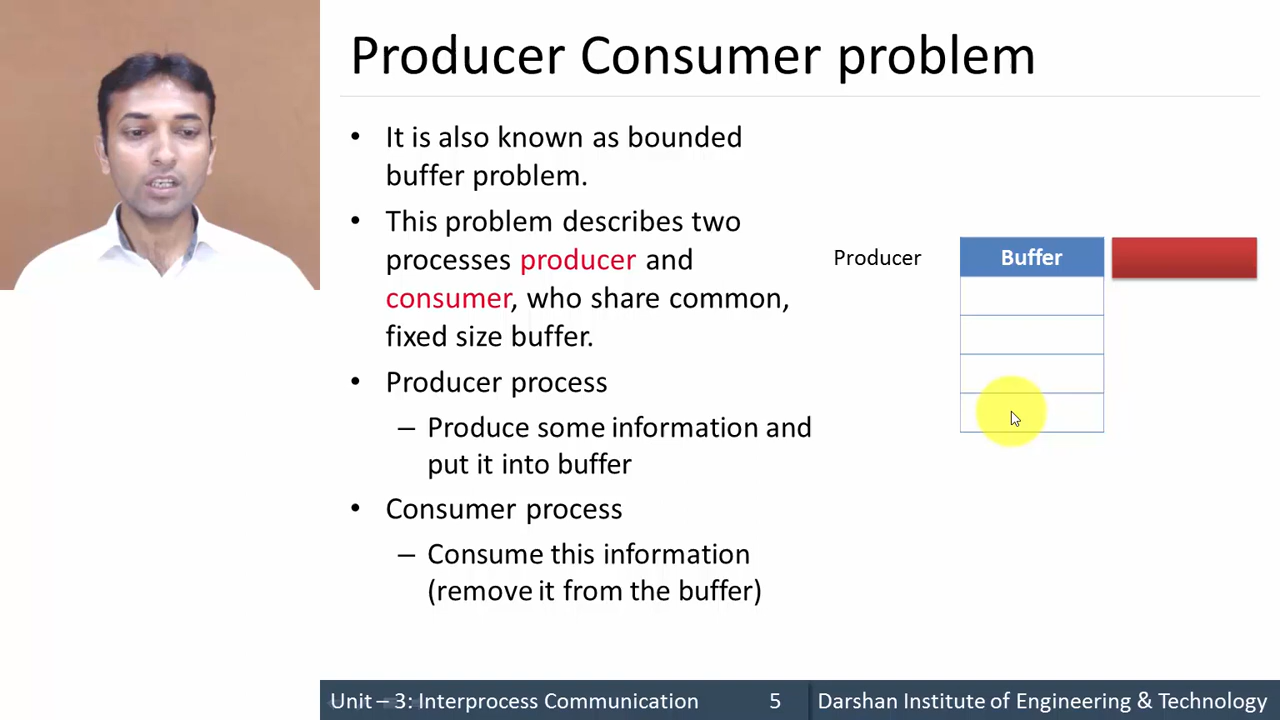 Producer Consumer problem
• It is also known as bounded
buffer problem.
• This problem describes two
processes producer and
consumer, who share common,
fixed size buffer.
• Producer process
– Produce some information and
put it into buffer
• Consumer process
– Consume this information
(remove it from the buffer)
Producer
Buffer
Unit – 3: Interprocess Communication
5
Darshan Institute of Engineering & Technology